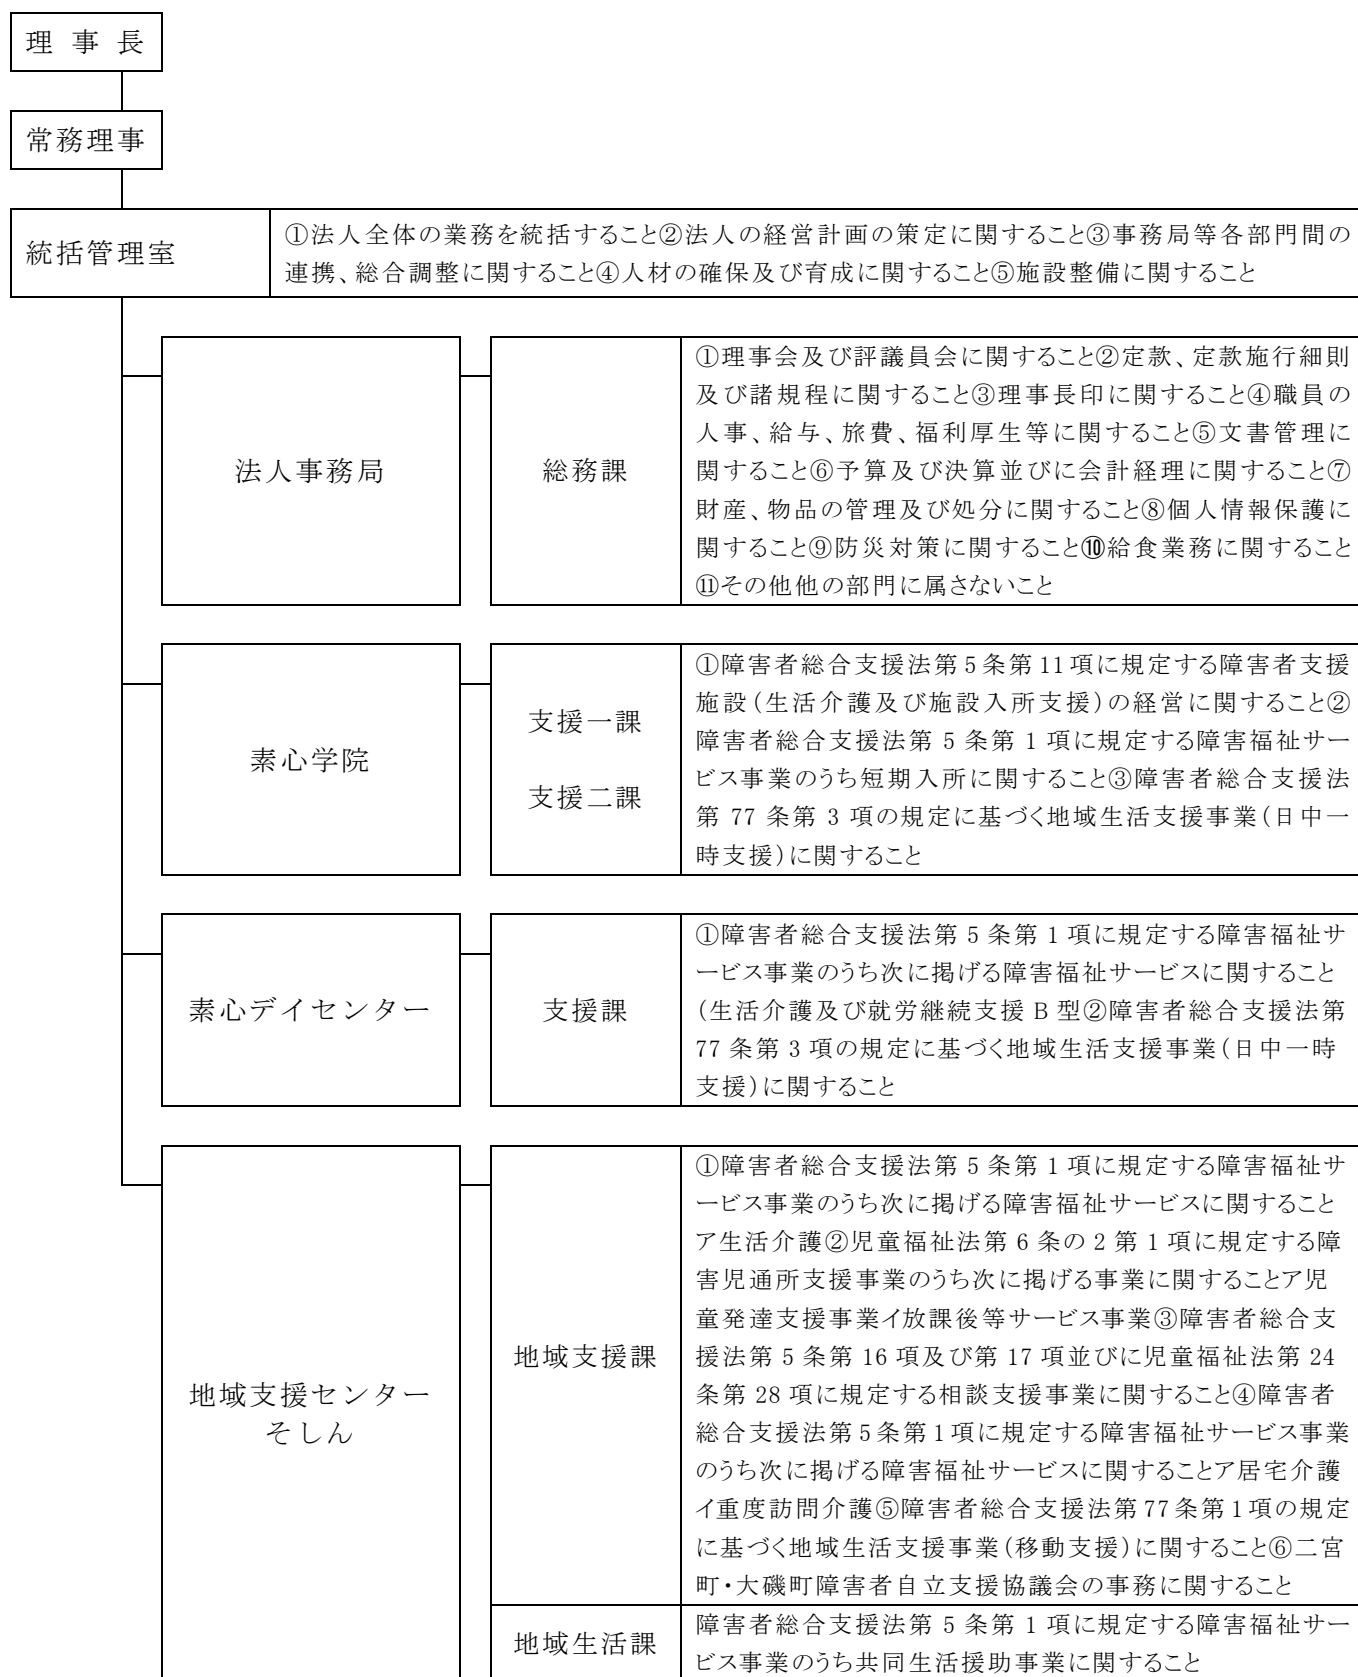 理事長
常務理事
統括管理室
①法人全体の業務を統括すること②法人の経営計画の策定に関すること③事務局等各部門間の
連携、総合調整に関すること④人材の確保及び育成に関すること⑤施設整備に関すること
法人事務局
総務課
①理事会及び評議員会に関すること②定款、定款施行細則
及び諸規程に関すること③理事長印に関すること④職員の
人事、給与、旅費、福利厚生等に関すること⑤文書管理に
関すること⑥予算及び決算並びに会計経理に関すること⑦
財産、物品の管理及び処分に関すること⑧個人情報保護に
関すること⑨防災対策に関すること⑩給食業務に関すること
⑪その他他の部門に属さないこと
素心学院
支援一課
支援二課
①障害者総合支援法第5条第11項に規定する障害者支援
施設(生活介護及び施設入所支援)の経営に関すること②
障害者総合支援法第 5 条第 1 項に規定する障害福祉サー
ビス事業のうち短期入所に関すること③障害者総合支援法
第 77 条第 3 項の規定に基づく地域生活支援事業(日中一
時支援)に関すること
素心デイセンター
支援課
①障害者総合支援法第 5 条第 1 項に規定する障害福祉サ
ービス事業のうち次に掲げる障害福祉サービスに関すること
(生活介護及び就労継続支援 B 型②障害者総合支援法第
77 条第 3 項の規定に基づく地域生活支援事業(日中一時
支援)に関すること
地域支援センター
そしん
地域支援課
①障害者総合支援法第 5 条第 1 項に規定する障害福祉サ
ービス事業のうち次に掲げる障害福祉サービスに関すること
ア生活介護②児童福祉法第 6 条の 2 第 1 項に規定する障
害児通所支援事業のうち次に掲げる事業に関することア児
童発達支援事業イ放課後等サービス事業③障害者総合支
援法第 5 条第 16 項及び第 17 項並びに児童福祉法第 24
条第 28 項に規定する相談支援事業に関すること④障害者
総合支援法第5条第1項に規定する障害福祉サービス事業
のうち次に掲げる障害福祉サービスに関することア居宅介護
イ重度訪問介護⑤障害者総合支援法第77条第1項の規定
に基づく地域生活支援事業(移動支援)に関すること⑥二宮
町・大磯町障害者自立支援協議会の事務に関すること
地域生活課
障害者総合支援法第 5 条第 1 項に規定する障害福祉サー
ビス事業のうち共同生活援助事業に関すること